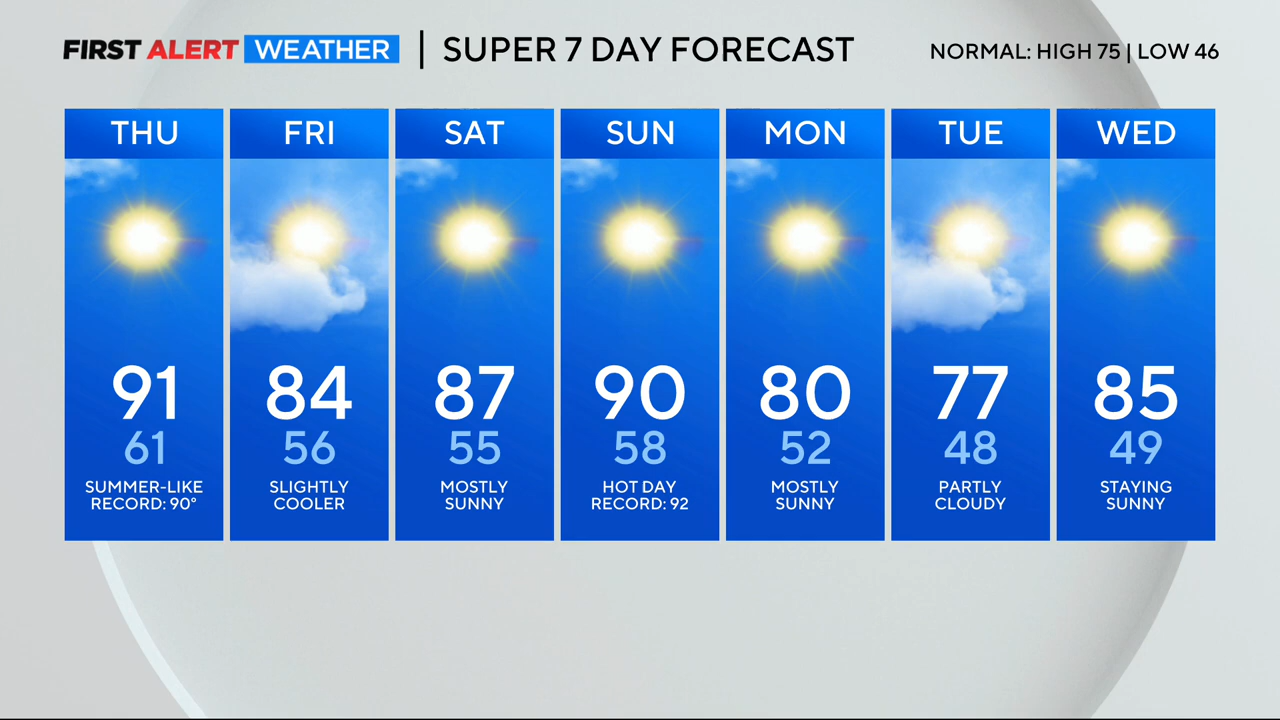 FIRST ALERT WEATHER | SUPER 7 DAY FORECAST
NORMAL: HIGH 75 | LOW 46
THU
91
61
SUMMER-LIKE
RECORD: 90°
FRI
84
56
SLIGHTLY
COOLER
SAT
87
55
MOSTLY
SUNNY
SUN
90
58
HOT DAY
RECORD: 92
MON
80
52
MOSTLY
SUNNY
TUE
77
48
PARTLY
CLOUDY
WED
85
49
STAYING
SUNNY